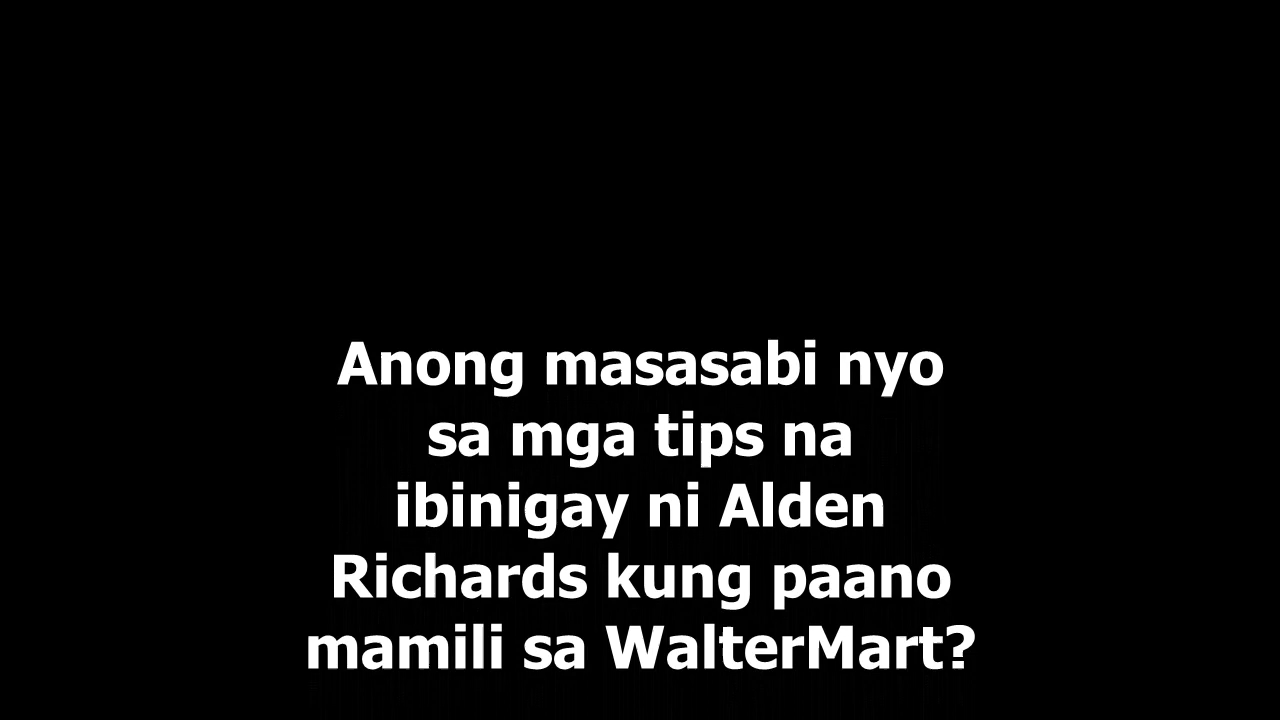 Anong masasabi nyo
sa mga tips na
ibinigay ni Alden
Richards kung paano
mamili sa WalterMart?